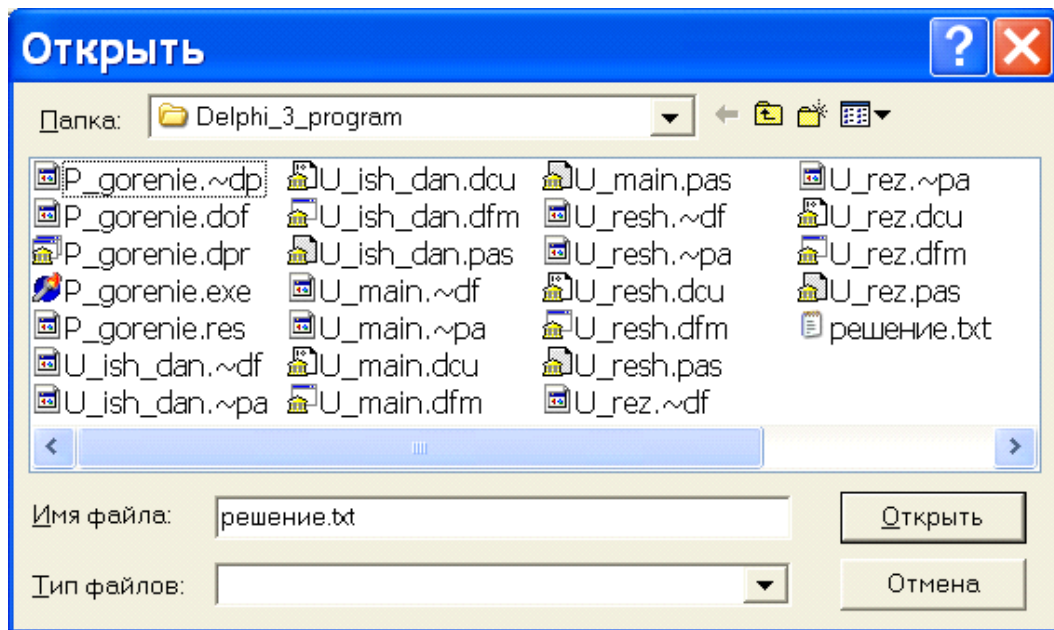 Открыть
Папка: Delphi_3_program
P_gorenie.~dp U_ish_dan.dcu U_main.pas U_rez.~pa
P_gorenie.dof U_ish_dan.dfm U_resh.~df U_rez.dcu
P_gorenie.dpr U_ish_dan.pas U_resh.~pa U_rez.dfm
P_gorenie.exe U_main.~df U_resh.dcu U_rez.pas
P_gorenie.res U_main.~pa U_resh.dfm решение.txt
U_ish_dan.~df U_main.dcu U_resh.pas
U_ish_dan.~pa U_main.dfm U_rez.~df
Имя файла: решение.txt Открыть
Тип файлов: Отмена